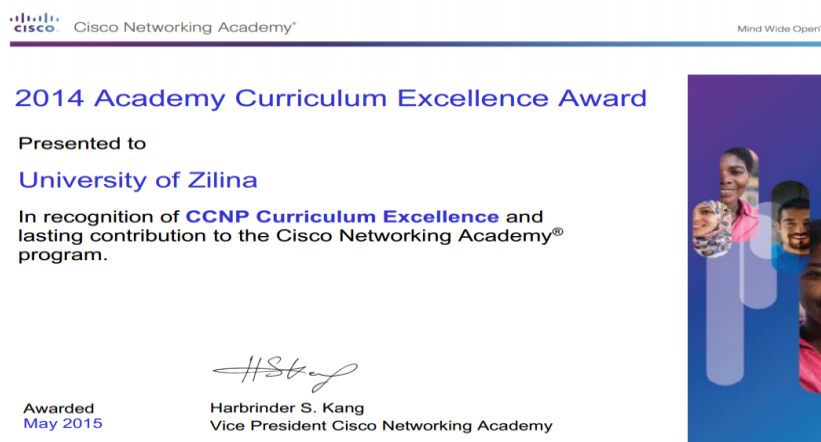 cisco. Cisco Networking Academy®
Mind Wide Open
2014 Academy Curriculum Excellence Award
Presented to
University of Zilina
In recognition of CCNP Curriculum Excellence and
lasting contribution to the Cisco Networking Academy®
program.
Awarded
May 2015
Harbrinder S. Kang
Vice President Cisco Networking Academy